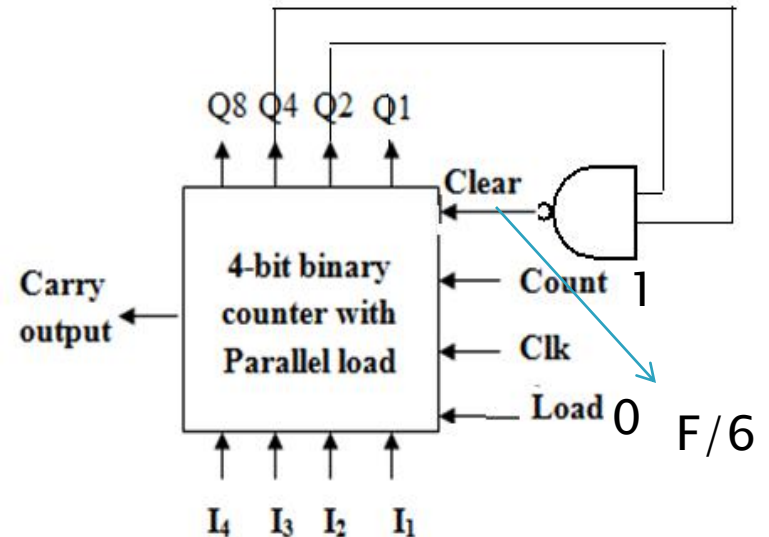 Q8 Q4 Q2 Q1
Clear
4-bit binary
counter with
Parallel load
Carry
output
Count 1
Clk
Load 0
F/6
I4 I3 I2 I1